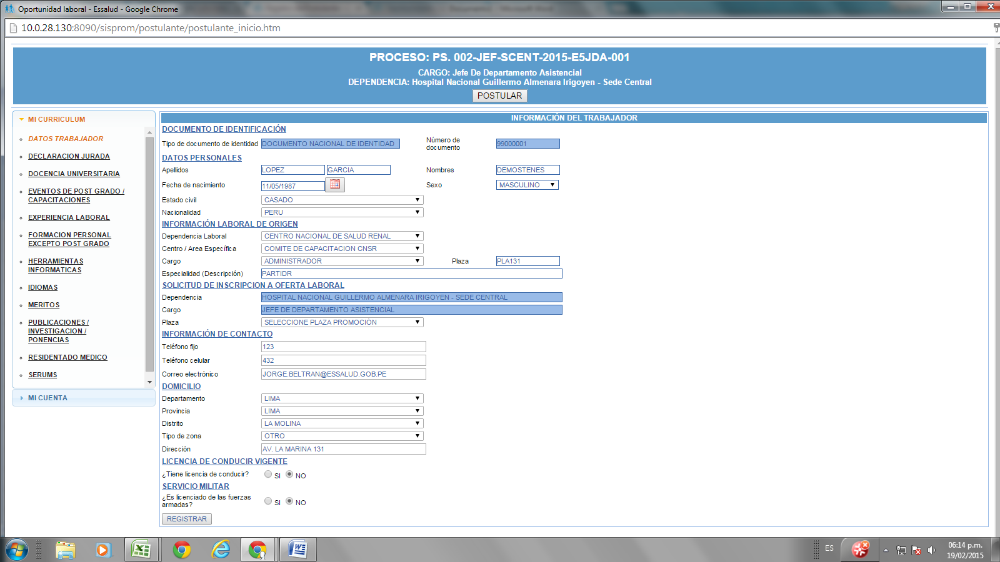 Oportunidad laboral - Essalud - Google Chrome
10.0.28.130:8090/sisprom/postulante/postulante_inicio.htm
PROCESO: PS. 002-JEF-SCENT-2015-E5JDA-001
CARGO: Jefe De Departamento Asistencial
DEPENDENCIA: Hospital Nacional Guillermo Almenara Irigoyen - Sede Central
POSTULAR
MI CURRICULUM
DATOS TRABAJADOR
DECLARACION JURADA
DOCENCIA UNIVERSITARIA
EVENTOS DE POST GRADO /
CAPACITACIONES
EXPERIENCIA LABORAL
FORMACION PERSONAL
EXCEPTO POST GRADO
HERRAMIENTAS
INFORMATICAS
IDIOMAS
MERITOS
PUBLICACIONES /
INVESTIGACION /
PONENCIAS
RESIDENTADO MEDICO
SERUMS
MI CUENTA
INFORMACIÓN DEL TRABAJADOR
DOCUMENTO DE IDENTIFICACIÓN
Tipo de documento de identidad DOCUMENTO NACIONAL DE IDENTIDAD Número de documento 99000001
DATOS PERSONALES
Apellidos LOPEZ GARCIA Nombres DEMOSTENES
Fecha de nacimiento 11/05/1987 Sexo MASCULINO
Estado civil CASADO
Nacionalidad PERU
INFORMACIÓN LABORAL DE ORIGEN
Dependencia Laboral CENTRO NACIONAL DE SALUD RENAL
Centro / Area Específica COMITE DE CAPACITACION CNSR
Cargo ADMINISTRADOR Plaza PLA131
Especialidad (Descripción) PARTIDR
SOLICITUD DE INSCRIPCION A OFERTA LABORAL
Dependencia HOSPITAL NACIONAL GUILLERMO ALMENARA IRIGOYEN - SEDE CENTRAL
Cargo JEFE DE DEPARTAMENTO ASISTENCIAL
Plaza SELECCIONE PLAZA PROMOCIÓN
INFORMACIÓN DE CONTACTO
Teléfono fijo 123
Teléfono celular 432
Correo electrónico JORGE.BELTRAN@ESSALUD.GOB.PE
DOMICILIO
Departamento LIMA
Provincia LIMA
Distrito LA MOLINA
Tipo de zona OTRO
Dirección AV. LA MARINA 131
LICENCIA DE CONDUCIR VIGENTE
¿Tiene licencia de conducir? SI NO
SERVICIO MILITAR
¿Es licenciado de las fuerzas armadas? SI NO
REGISTRAR
ES
06:14 p.m.
19/02/2015